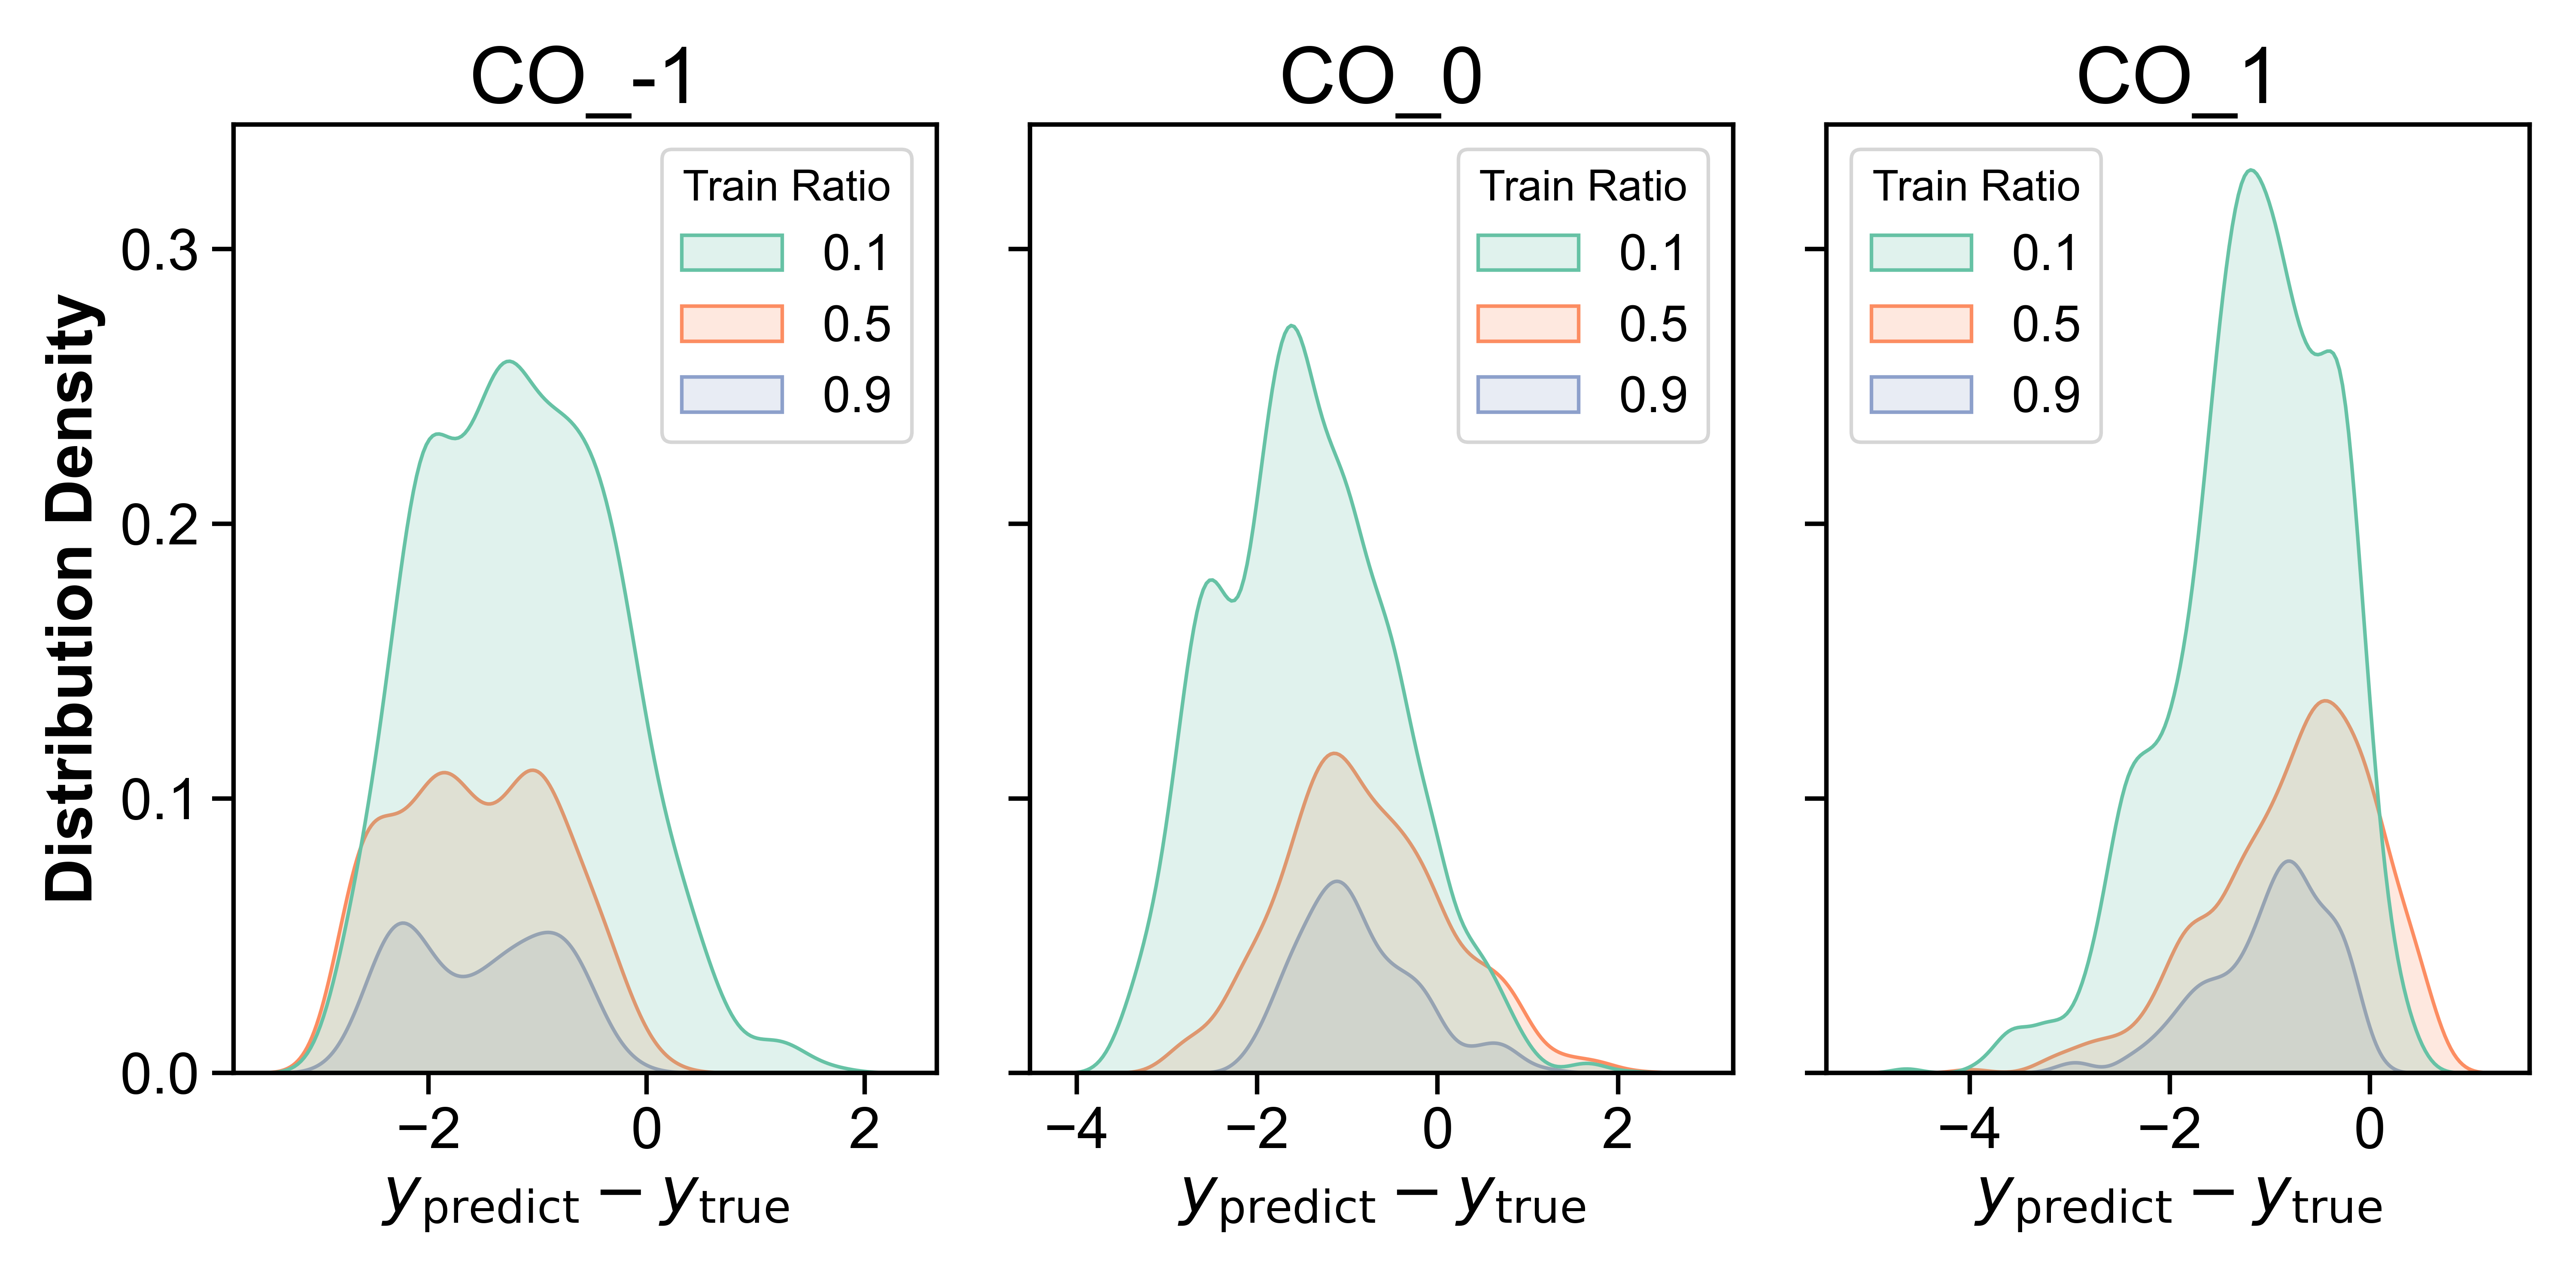 CO_-1
CO_0
CO_1
Distribution Density
0.3
0.2
0.1
0.0
Train Ratio
0.1
0.5
0.9
Train Ratio
0.1
0.5
0.9
Train Ratio
0.1
0.5
0.9
−2 0 2
−4 −2 0 2
−4 −2 0
ypredict − ytrue
ypredict − ytrue
ypredict − ytrue